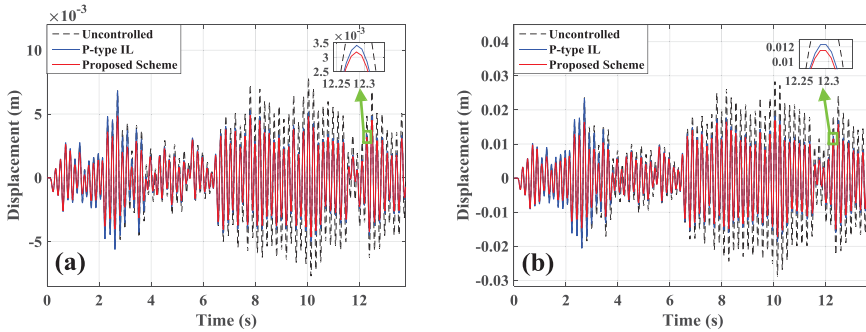 ×10⁻³
Uncontrolled
P-type IL
Proposed Scheme
×10⁻³
3.5
3
2.5
12.25 12.3
10
5
0
-5
Displacement (m)
(a)
0 2 4 6 8 10 12
Time (s)
Uncontrolled
P-type IL
Proposed Scheme
0.012
0.01
12.25 12.3
0.04
0.03
0.02
0.01
0
-0.01
-0.02
-0.03
Displacement (m)
(b)
0 2 4 6 8 10 12
Time (s)